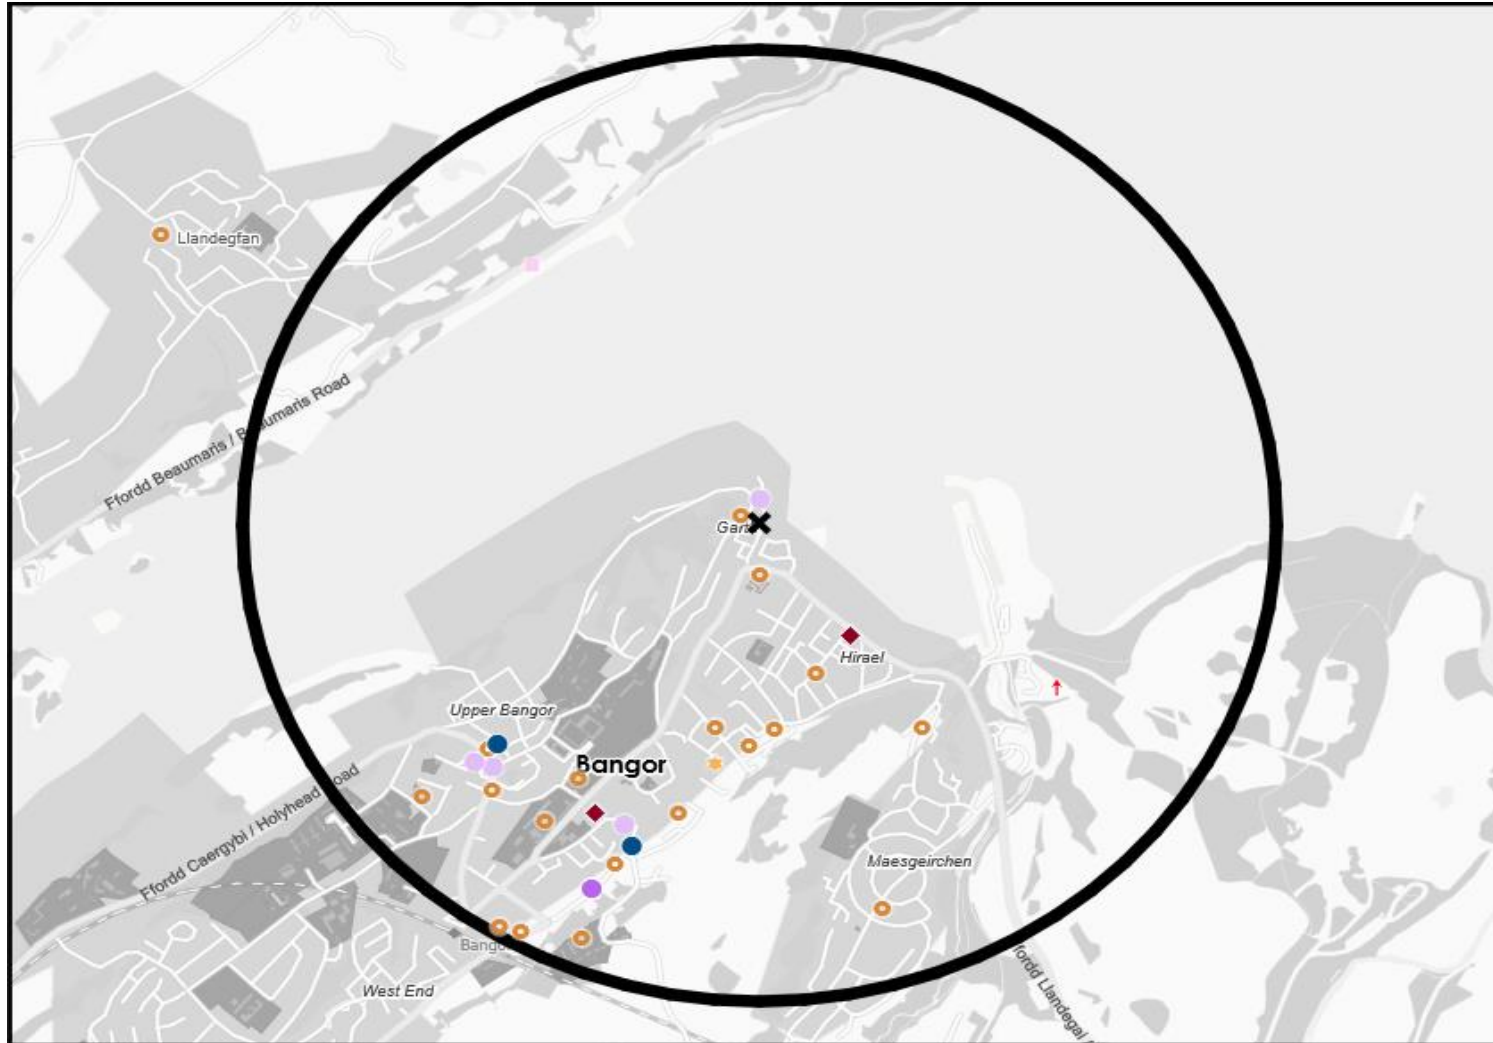 Llandegfan
Ffordd Beaumaris / Beaumaris Road
Hirael
Upper Bangor
Bangor
Ffordd Caergybi / Holyhead Road
Maesgeirchen
West End